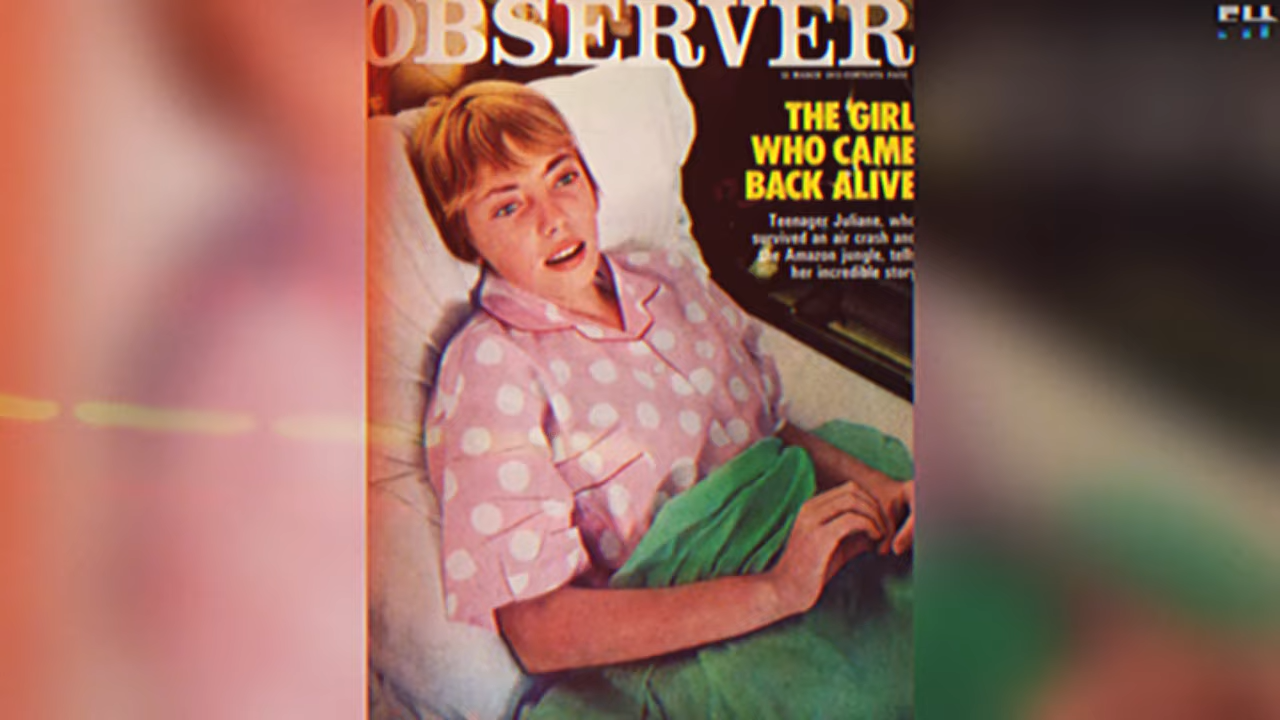 OBSERVER
THE GIRL
WHO CAME
BACK ALIVE
Teenager Juliane, who
survived an air crash and
the Amazon jungle, tell
her incredible story